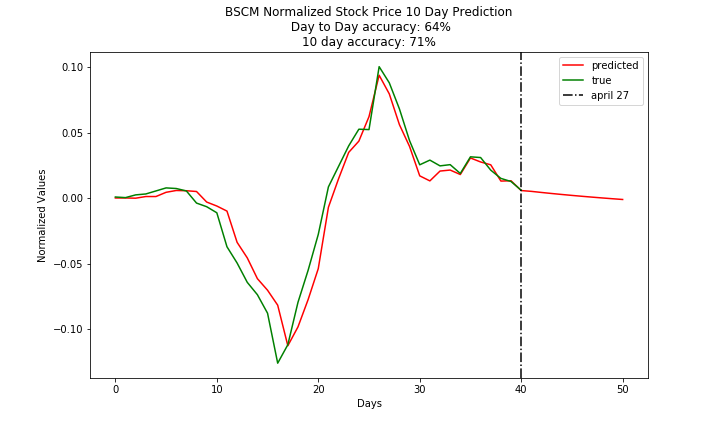 BSCM Normalized Stock Price 10 Day Prediction
Day to Day accuracy: 64%
10 day accuracy: 71%
predicted
true
april 27
0.10
0.05
0.00
−0.05
−0.10
Normalized Values
0
10
20
30
40
50
Days